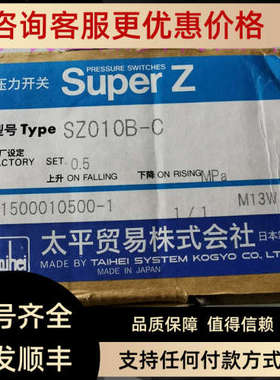 咨询客服更优惠价格
PRESSURE SWITCHES
压力开关 Super Z
型号 Type SZ010B-C
厂设定
FACTORY SET. 0.5
上升 ON FALLING 下降 ON RISING MPa
1500010500-1 1/1 M13W
太平贸易株式会社 日本
MADE BY TAIHEI SYSTEM KOGYO CO. LT
MADE IN JAPAN
aihei
号齐全 品质保障 值得信赖
发顺丰 支持任何付款方式